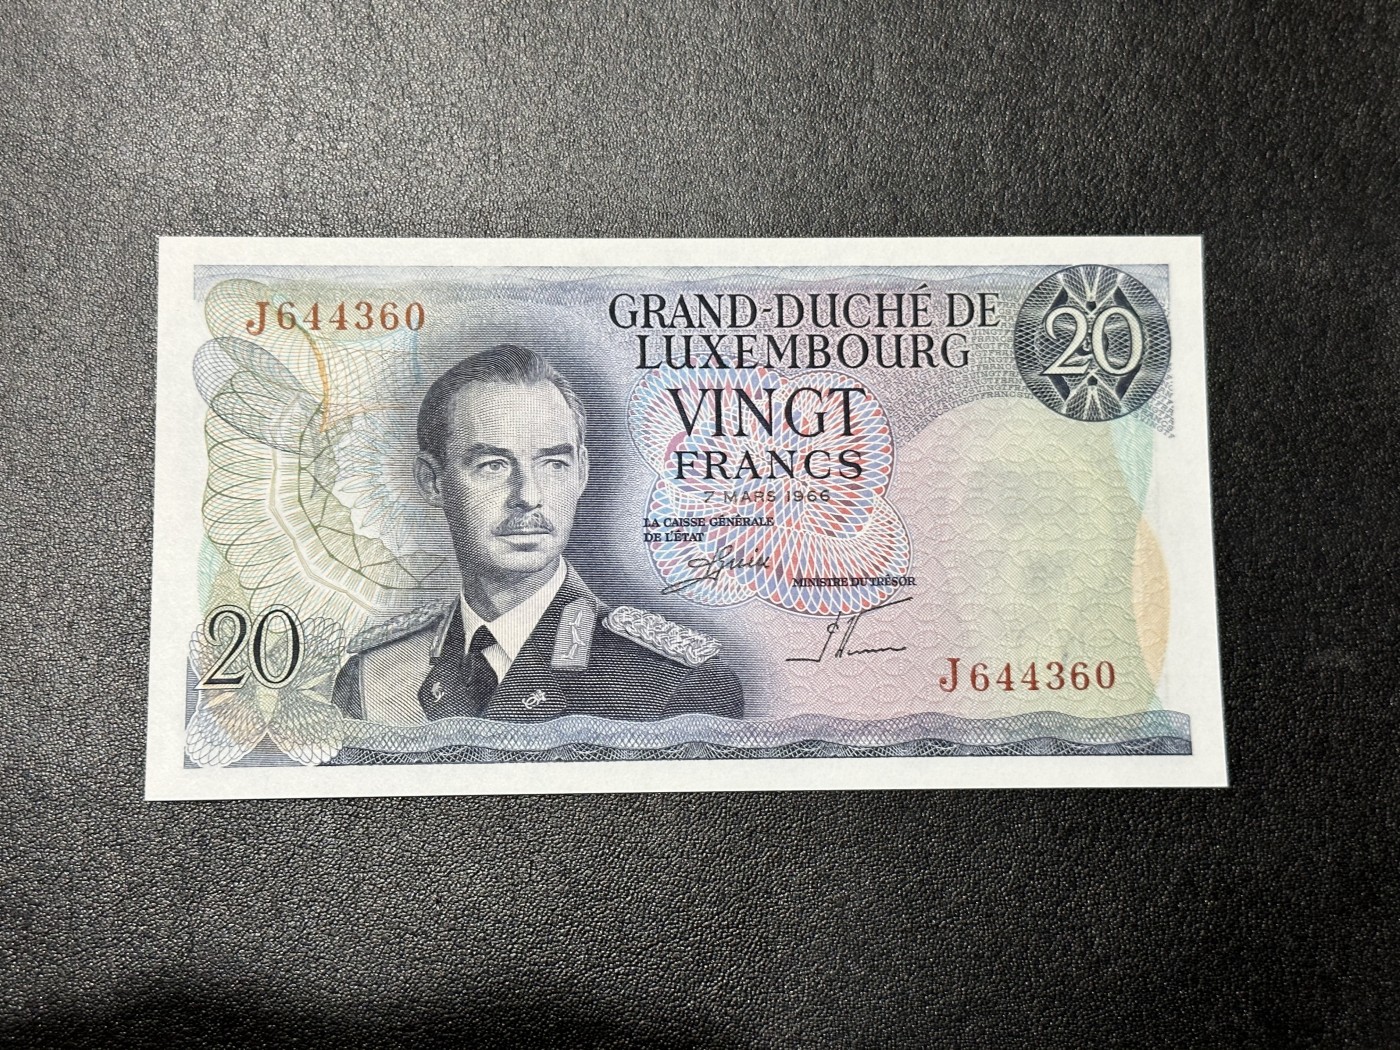 J644360
GRAND-DUCHÉ DE
LUXEMBOURG
20
VINGT
FRANCS
7 MARS 1966
LA CAISSE GÉNÉRALE
DE L'ÉTAT
MINISTRE DU TRÉSOR
20
J644360